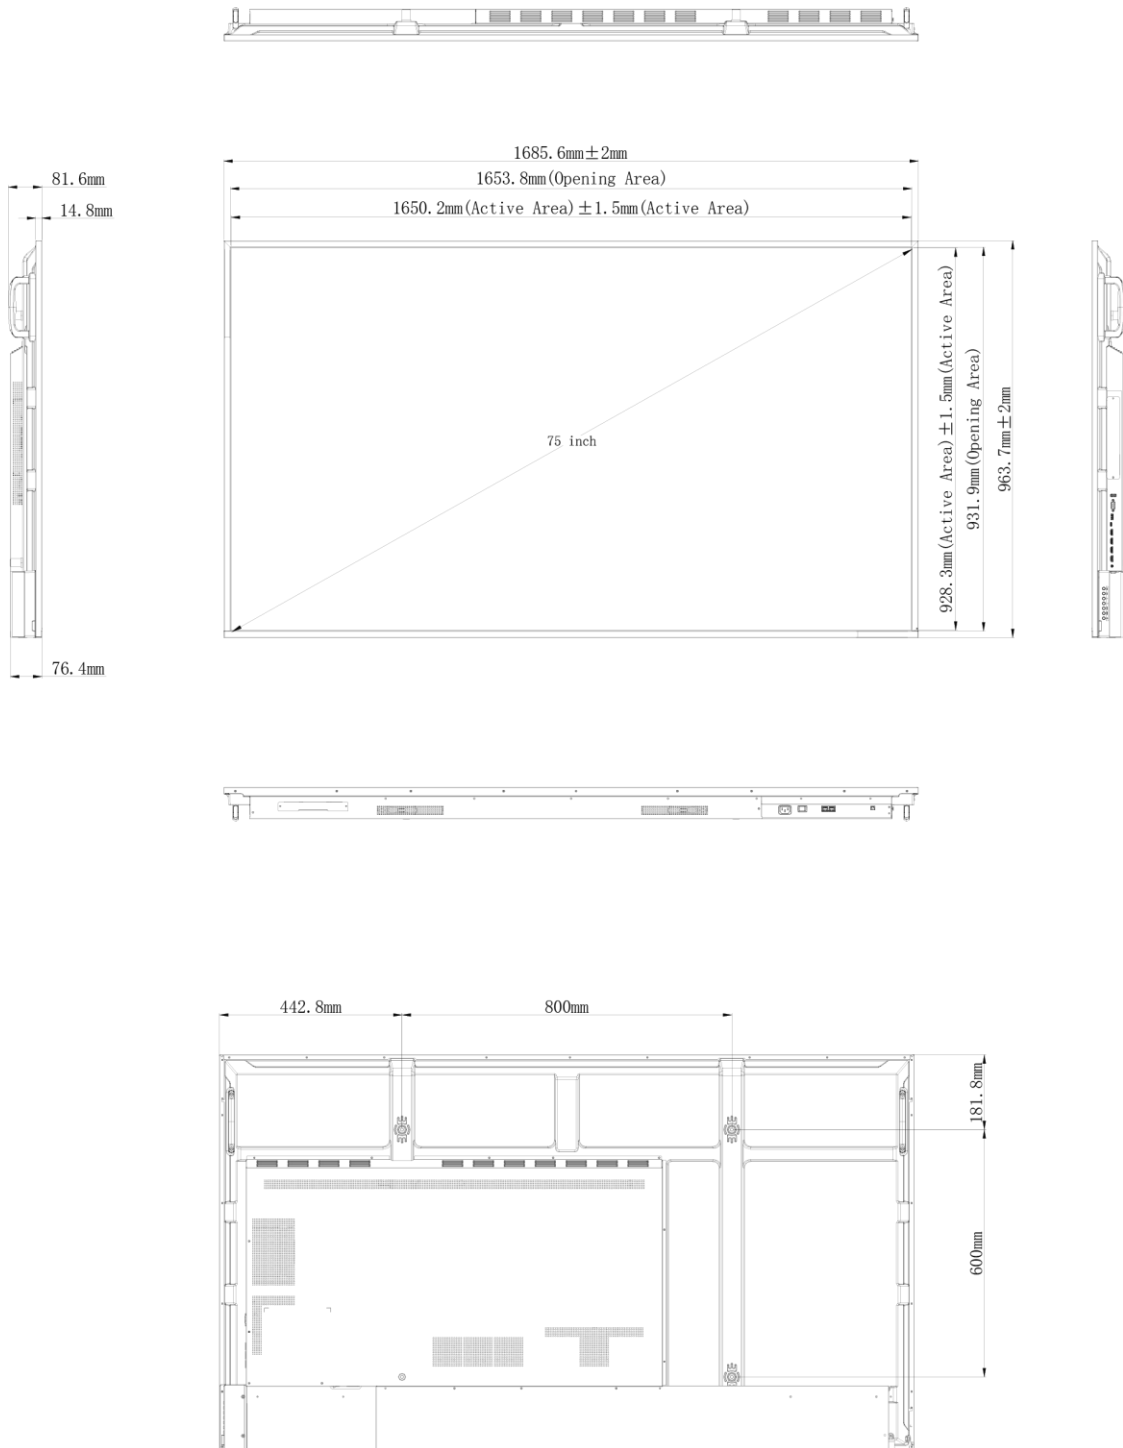 1685.6mm±2mm
1653.8mm(Opening Area)
1650.2mm(Active Area)±1.5mm(Active Area)
81.6mm
14.8mm
928.3mm(Active Area)±1.5mm(Active Area)
931.9mm(Opening Area)
963.7mm±2mm
75 inch
76.4mm
442.8mm
800mm
181.8mm
600mm